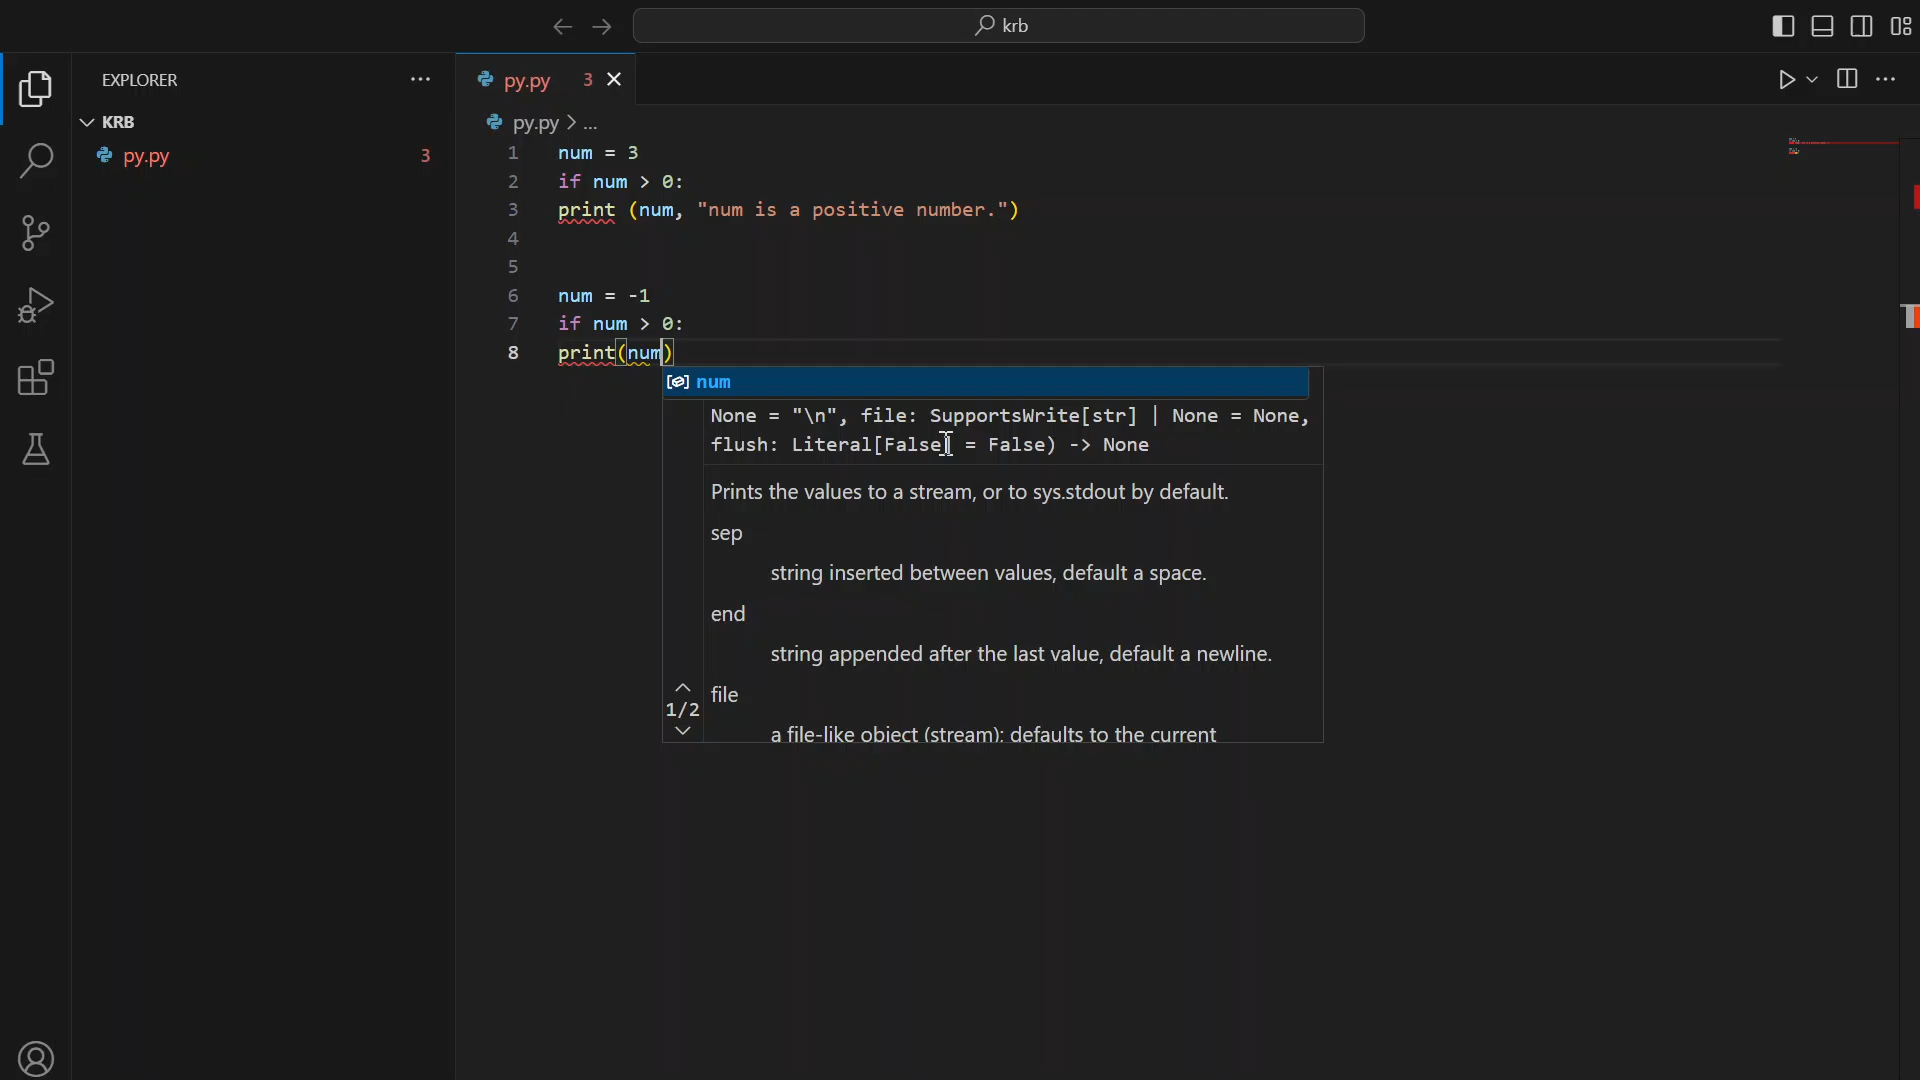 krb
EXPLORER
py.py 3
KRB
py.py 3
py.py > ...
1 num = 3
2 if num > 0:
3 print (num, "num is a positive number.")
4
5
6 num = -1
7 if num > 0:
8 print(num)
num
None = "\n", file: SupportsWrite[str] | None = None,
flush: Literal[False] = False) -> None
Prints the values to a stream, or to sys.stdout by default.
sep
string inserted between values, default a space.
end
string appended after the last value, default a newline.
file
1/2
a file-like object (stream); defaults to the current